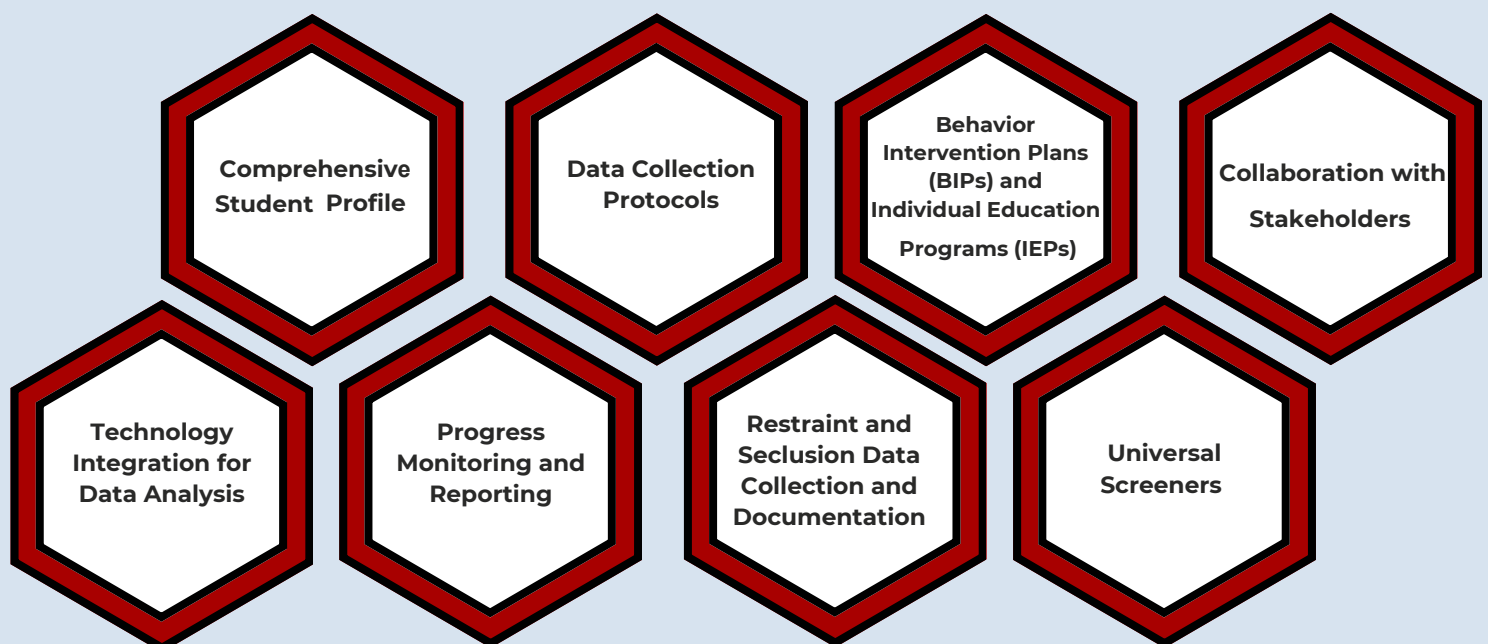 Comprehensive
Student Profile
Data Collection
Protocols
Behavior
Intervention Plans
(BIPs) and
Individual Education
Programs (IEPs)
Collaboration with
Stakeholders
Technology
Integration for
Data Analysis
Progress
Monitoring and
Reporting
Restraint and
Seclusion Data
Collection and
Documentation
Universal
Screeners